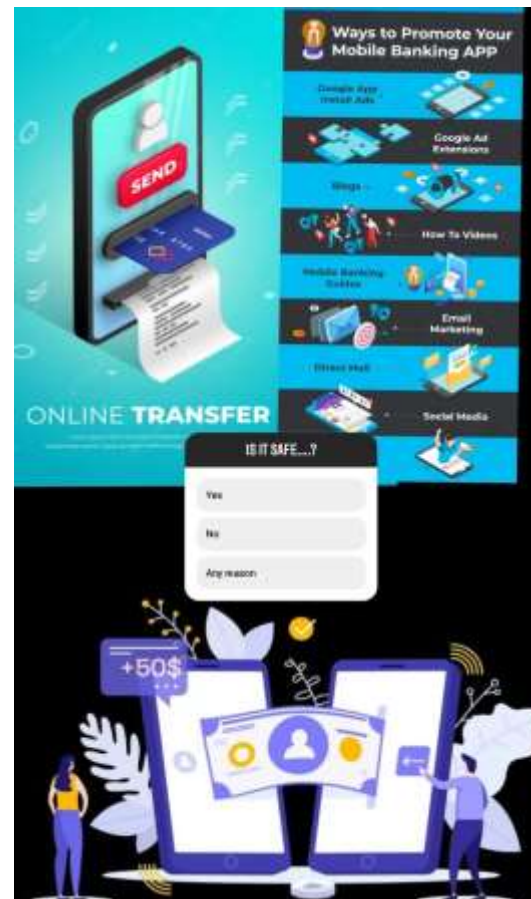 SEND
ONLINE TRANSFER
Ways to Promote Your
Mobile Banking APP
Google App
Install Ads
Google Ad
Extensions
Blogs
How To Videos
Mobile Banking
Guides
Email
Marketing
Direct Mail
Social Media
IS IT SAFE....?
Yes
No
Any reason
+50$